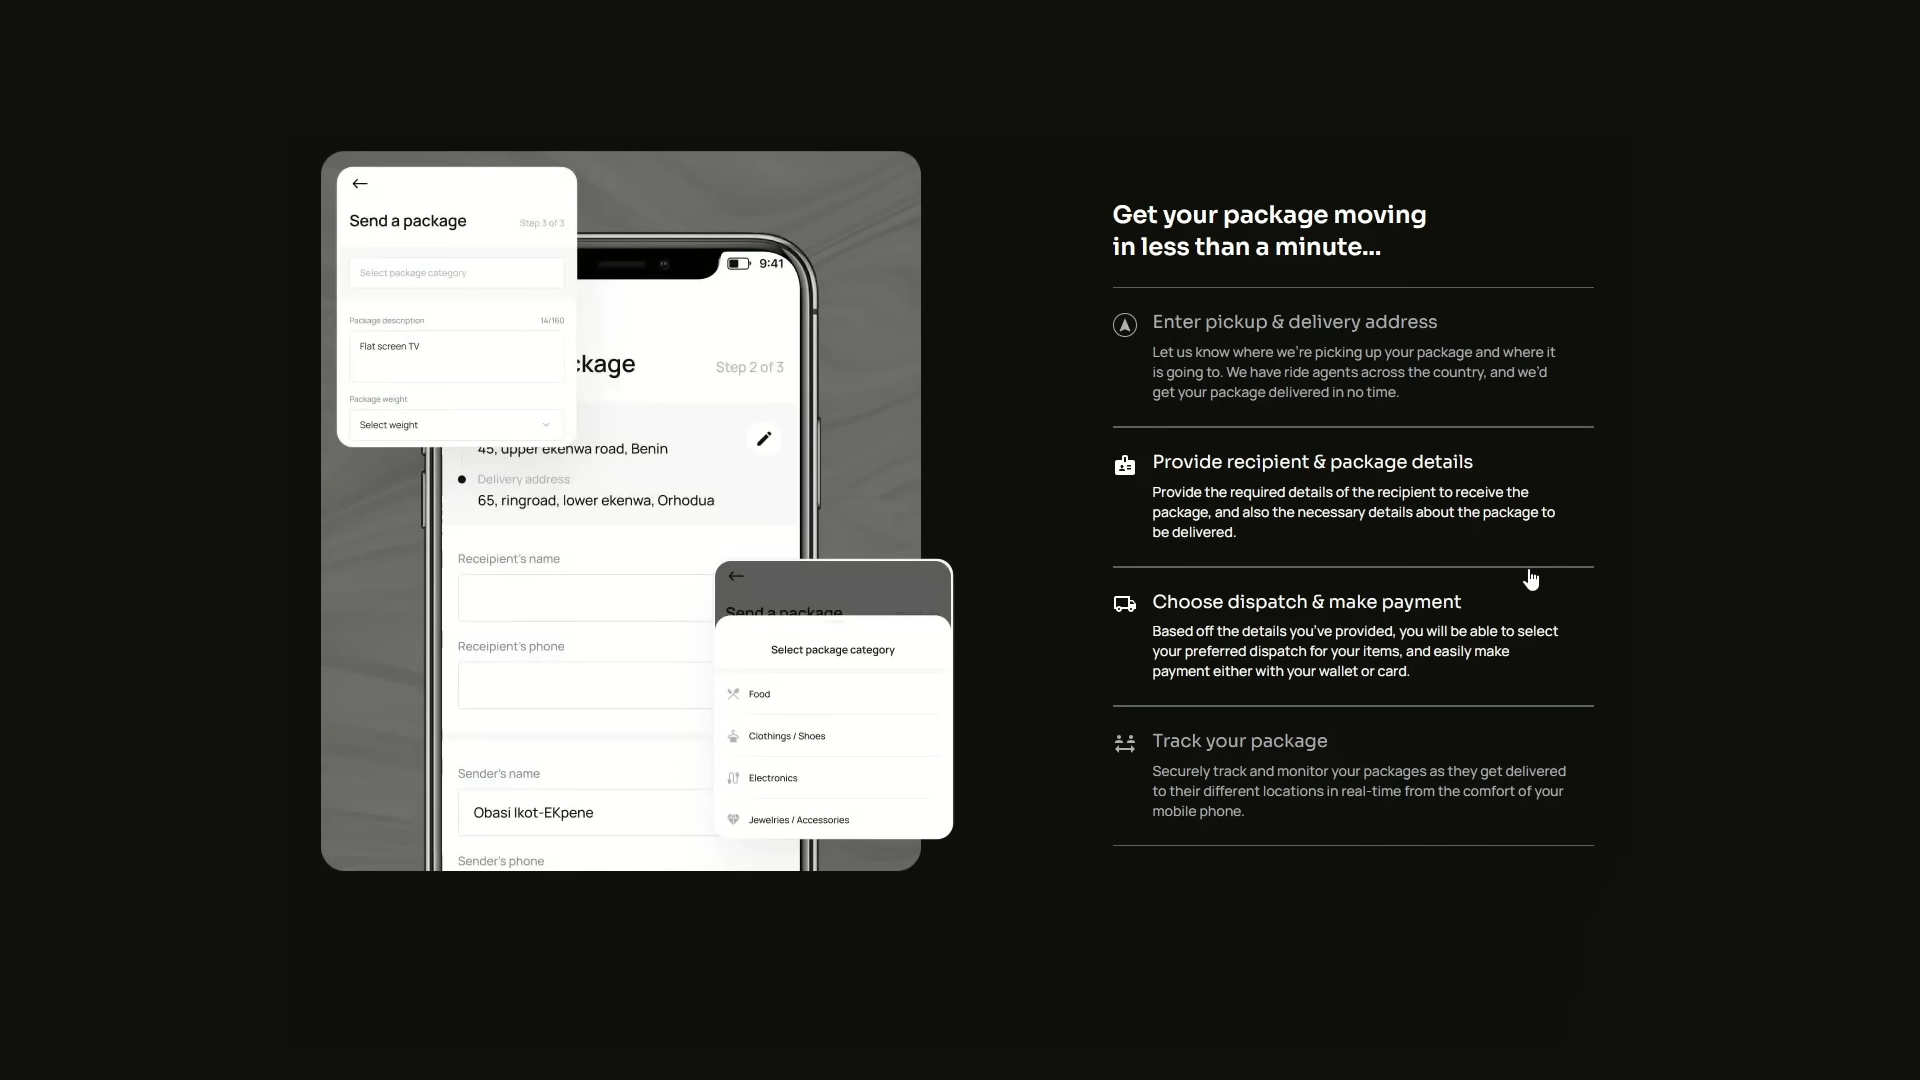 Send a package
Step 3 of 3
Select package category
Package description
14/160
Flat screen TV
Package weight
Select weight
9:41
Step 2 of 3
45, upper ekenwa road, Benin
Delivery address
65, ringroad, lower ekenwa, Orhodua
Receipient's name
Receipient's phone
Sender's name
Obasi Ikot-EKpene
Sender's phone
Send a package
Select package category
Food
Clothings / Shoes
Electronics
Jewelries / Accessories
Get your package moving
in less than a minute...
Enter pickup & delivery address
Let us know where we're picking up your package and where it
is going to. We have ride agents across the country, and we'd
get your package delivered in no time.
Provide recipient & package details
Provide the required details of the recipient to receive the
package, and also the necessary details about the package to
be delivered.
Choose dispatch & make payment
Based off the details you've provided, you will be able to select
your preferred dispatch for your items, and easily make
payment either with your wallet or card.
Track your package
Securely track and monitor your packages as they get delivered
to their different locations in real-time from the comfort of your
mobile phone.